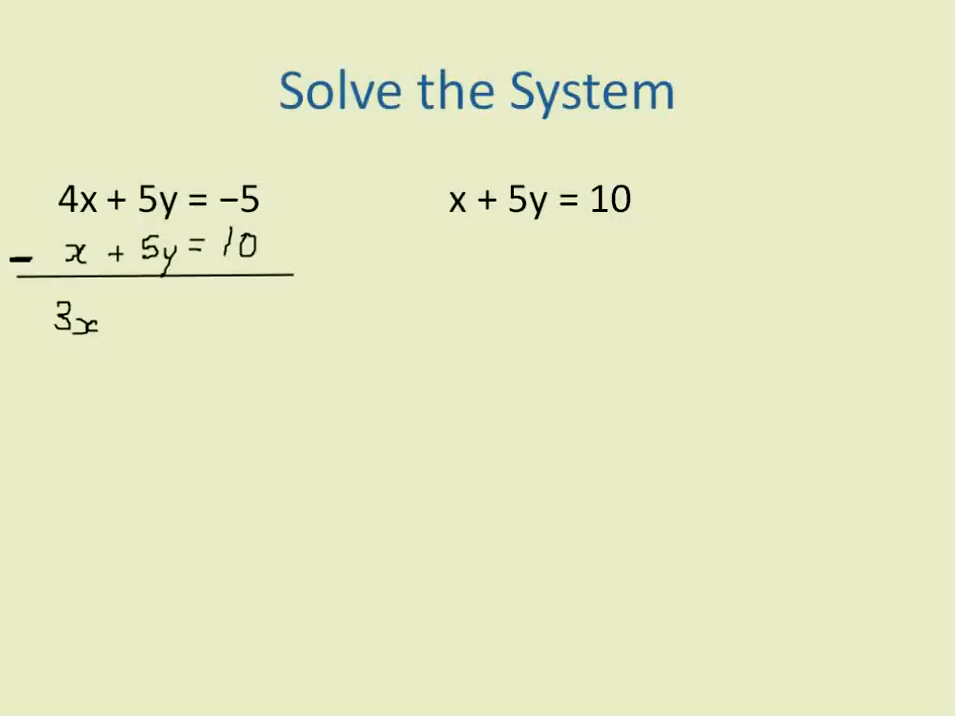 Solve the System
4x + 5y = −5 x + 5y = 10
- x + 5y = 10
3x